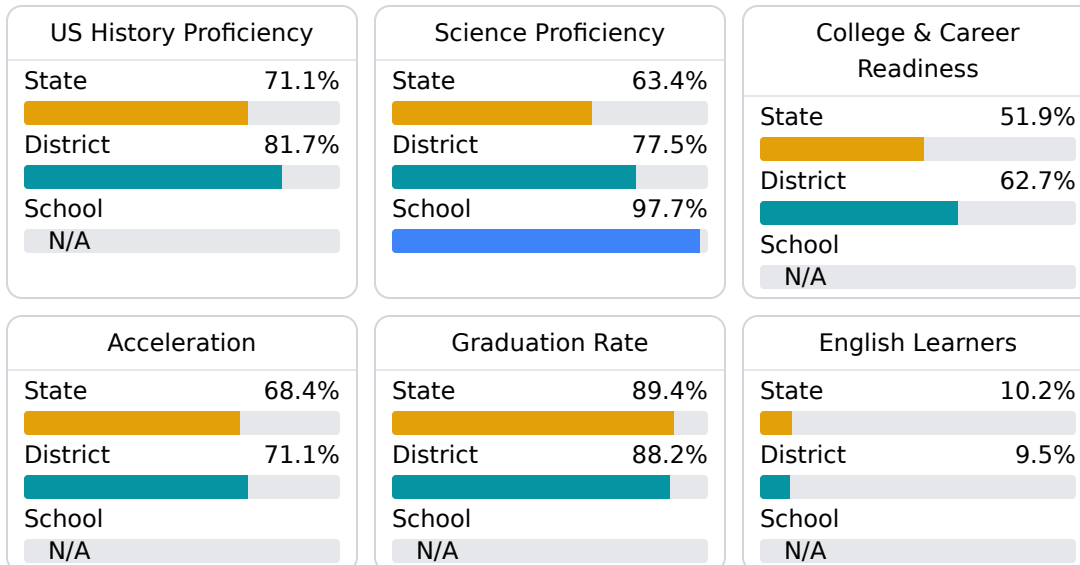 US History Proficiency
State 71.1%
District 81.7%
School
N/A
Science Proficiency
State 63.4%
District 77.5%
School 97.7%
College & Career
Readiness
State 51.9%
District 62.7%
School
N/A
Acceleration
State 68.4%
District 71.1%
School
N/A
Graduation Rate
State 89.4%
District 88.2%
School
N/A
English Learners
State 10.2%
District 9.5%
School
N/A